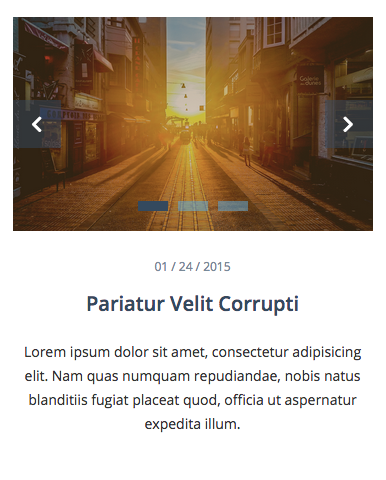 01 / 24 / 2015
Pariatur Velit Corrupti
Lorem ipsum dolor sit amet, consectetur adipisicing
elit. Nam quas numquam repudiandae, nobis natus
blanditiis fugiat placeat quod, officia ut aspernatur
expedita illum.